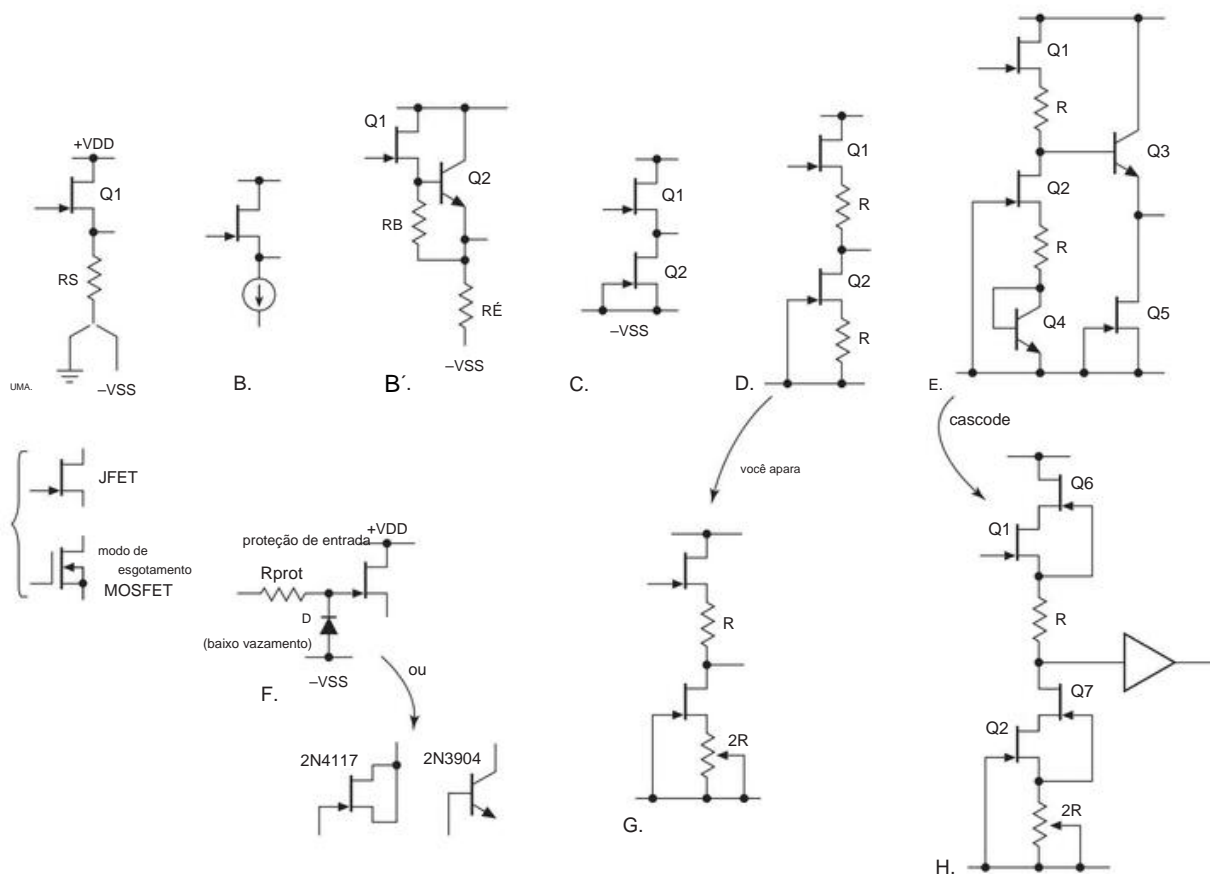 +VDD
Q1
RS
–VSS
UMA.
B.
Q1
Q2
RB
RÉ
–VSS
B´.
Q1
Q2
–VSS
C.
Q1
R
Q2
R
D.
Q1
R
Q3
Q2
R
Q4
Q5
E.
JFET
modo de
esgotamento
MOSFET
proteção de entrada
+VDD
Rprot
D
(baixo vazamento)
–VSS
F.
ou
2N4117
2N3904
você apara
R
2R
G.
cascode
Q6
Q1
R
Q7
Q2
2R
H.